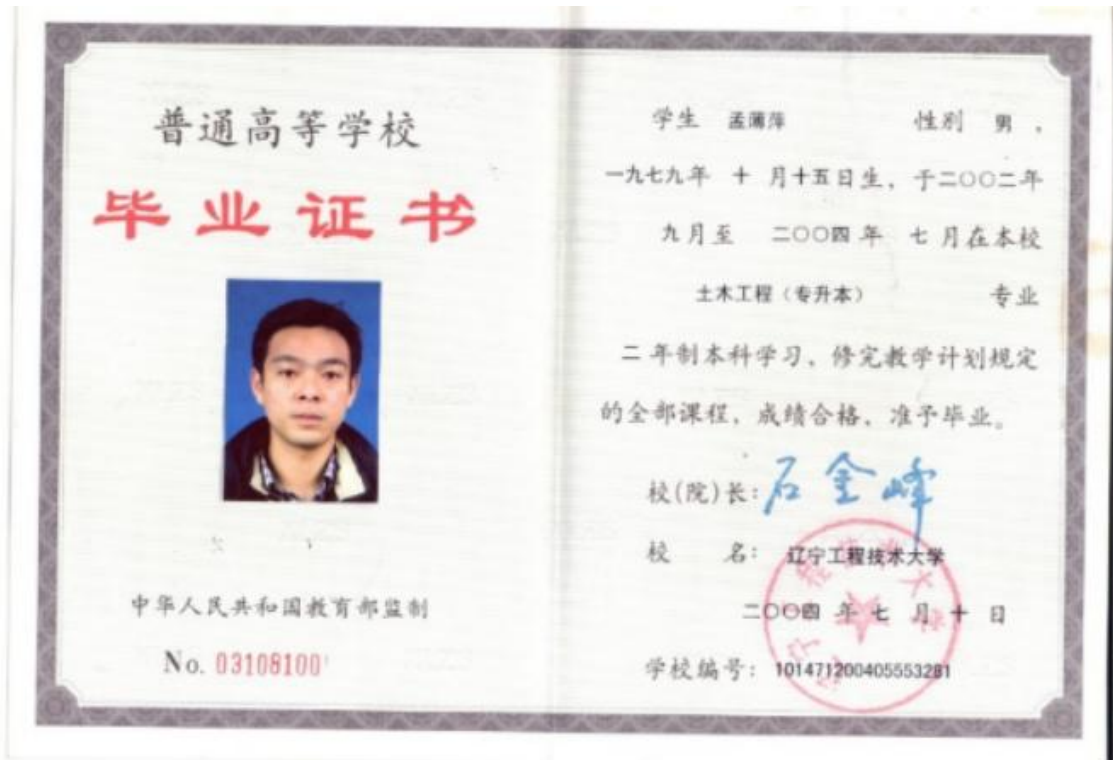 普通高等学校
毕业证书
中华人民共和国教育部监制
No. 03108100
学生 孟薄萍 性别 男 ,
一九七九年 十 月十五日生, 于二〇〇二年
九月至 二〇〇四年 七月在本校
土木工程(专升本) 专业
二 年制本科学习, 修完教学计划规定
的全部课程, 成绩合格, 准予毕业。
校(院)长: 石金峰
校 名: 辽宁工程技术大学
二〇〇四 年 七 月 十 日
学校编号: 101471200405553281